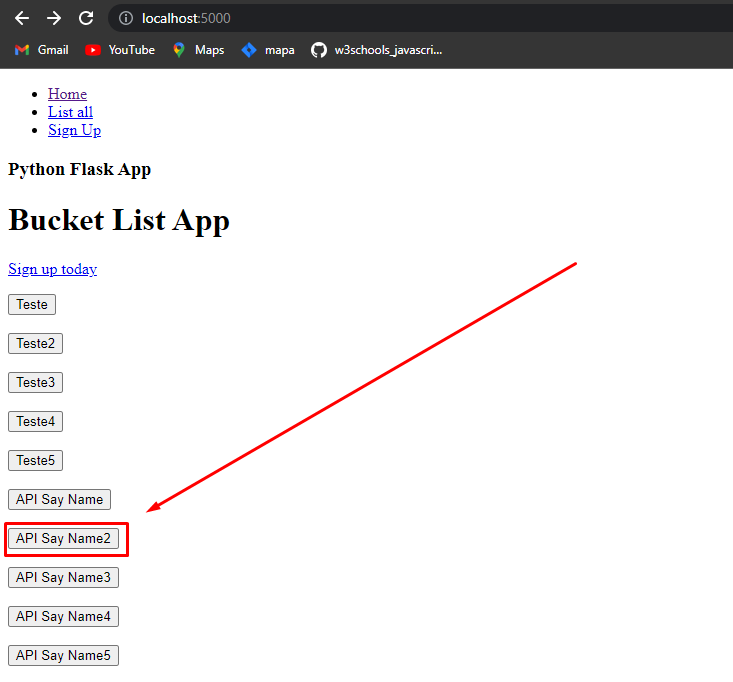 localhost:5000
Gmail YouTube Maps mapa w3schools_javascri...
Home
List all
Sign Up
Python Flask App
Bucket List App
Sign up today
Teste
Teste2
Teste3
Teste4
Teste5
API Say Name
API Say Name2
API Say Name3
API Say Name4
API Say Name5